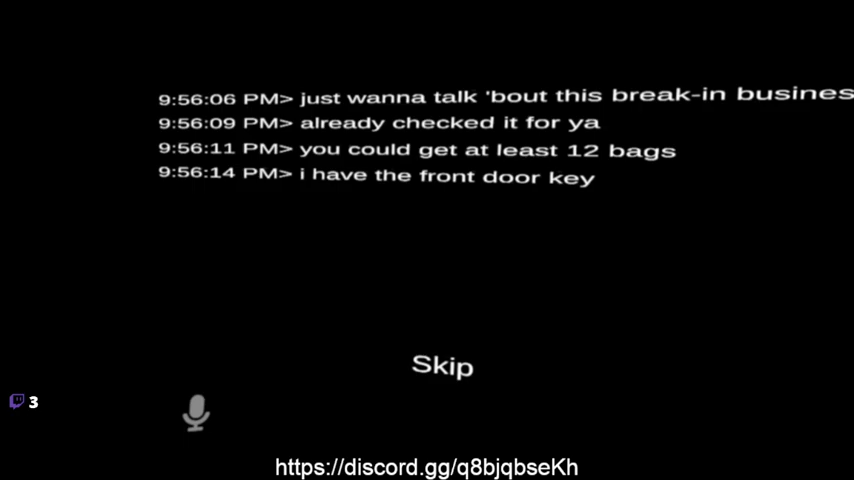 9:56:06 PM> just wanna talk 'bout this break-in busines
9:56:09 PM> already checked it for ya
9:56:11 PM> you could get at least 12 bags
9:56:14 PM> i have the front door key
Skip
3
https://discord.gg/q8bjqbseKh